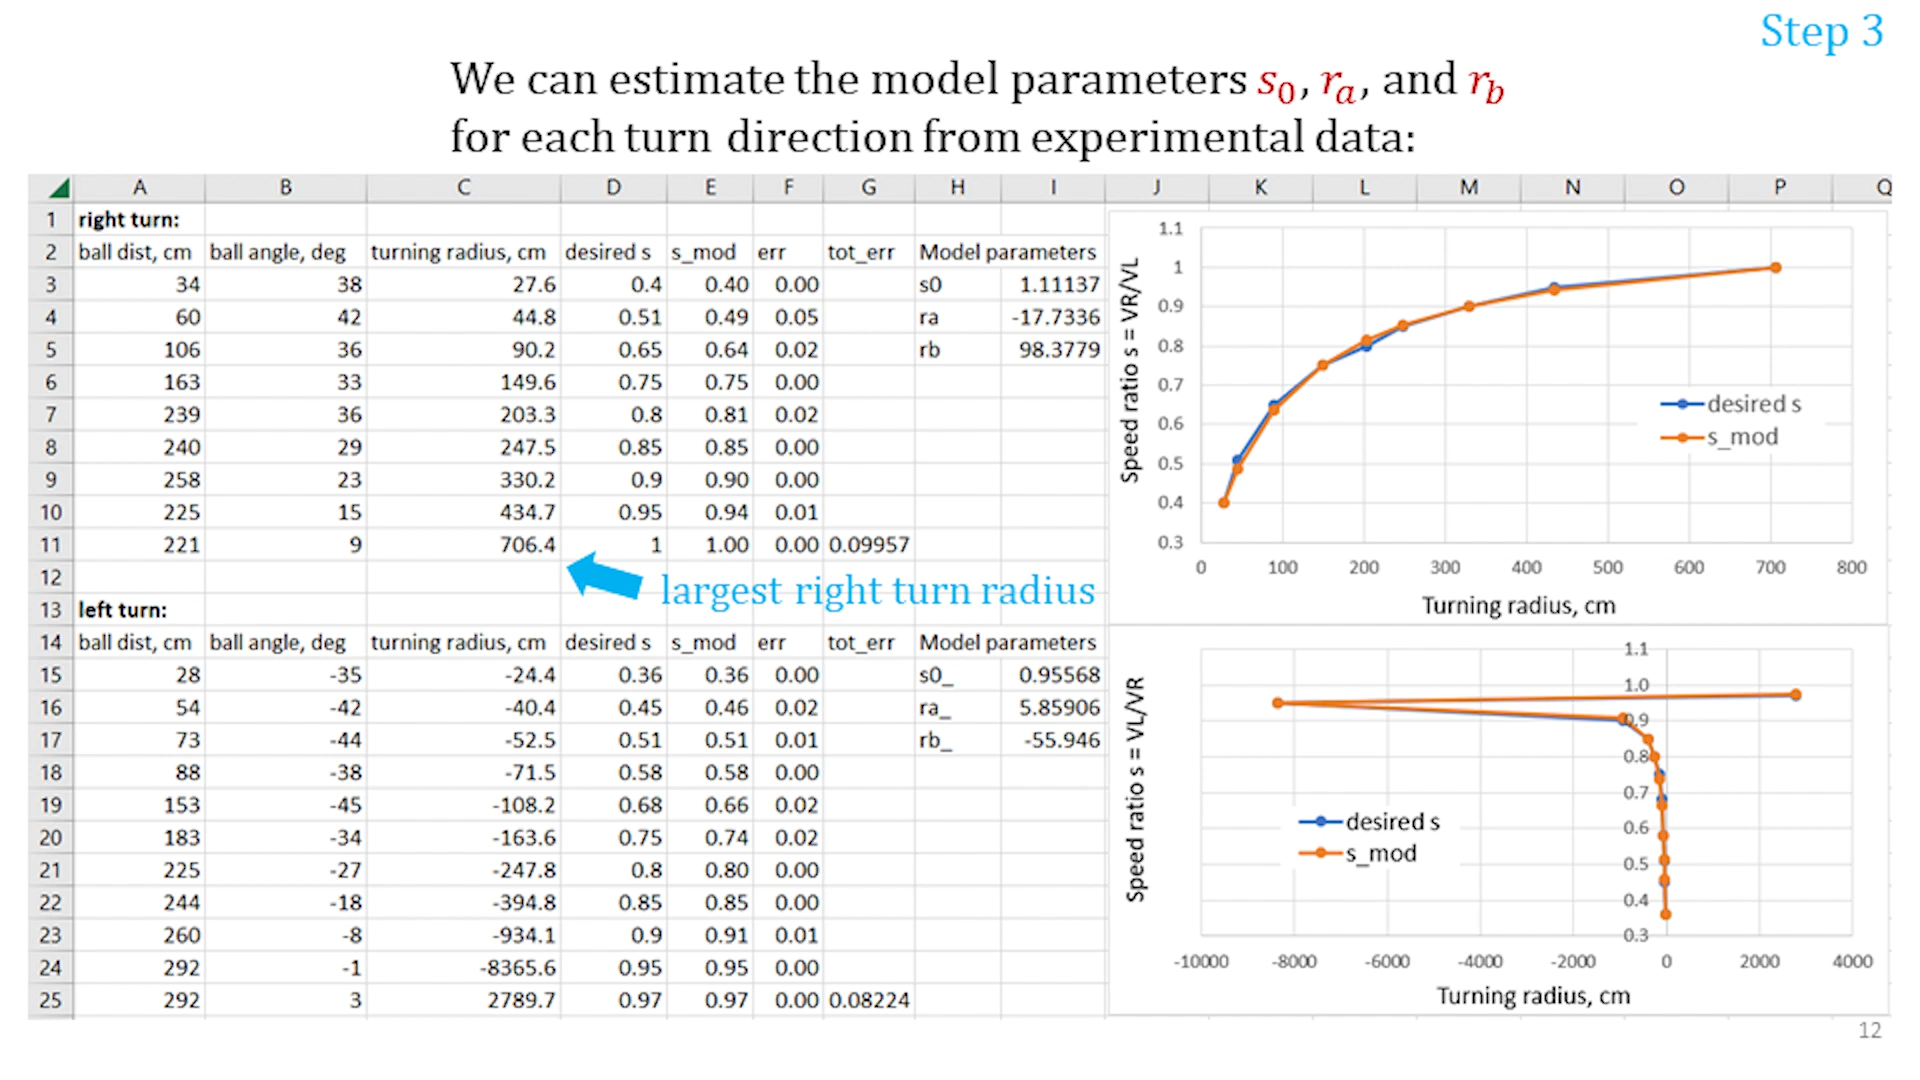 Step 3
We can estimate the model parameters s₀, rₐ, and r_b
for each turn direction from experimental data:
A B C D E F G H I J K L M N O P Q
1 right turn:
2 ball dist, cm ball angle, deg turning radius, cm desired s s_mod err tot_err Model parameters
3 34 38 27.6 0.4 0.40 0.00 s0 1.11137
4 60 42 44.8 0.51 0.49 0.05 ra -17.7336
5 106 36 90.2 0.65 0.64 0.02 rb 98.3779
6 163 33 149.6 0.75 0.75 0.00
7 239 36 203.3 0.8 0.81 0.02
8 240 29 247.5 0.85 0.85 0.00
9 258 23 330.2 0.9 0.90 0.00
10 225 15 434.7 0.95 0.94 0.01
11 221 9 706.4 1 1.00 0.00 0.09957
12
largest right turn radius
13 left turn:
14 ball dist, cm ball angle, deg turning radius, cm desired s s_mod err tot_err Model parameters
15 28 -35 -24.4 0.36 0.36 0.00 s0_ 0.95568
16 54 -42 -40.4 0.45 0.46 0.02 ra_ 5.85906
17 73 -44 -52.5 0.51 0.51 0.01 rb_ -55.946
18 88 -38 -71.5 0.58 0.58 0.00
19 153 -45 -108.2 0.68 0.66 0.02
20 183 -34 -163.6 0.75 0.74 0.02
21 225 -27 -247.8 0.8 0.80 0.00
22 244 -18 -394.8 0.85 0.85 0.00
23 260 -8 -934.1 0.9 0.91 0.01
24 292 -1 -8365.6 0.95 0.95 0.00
25 292 3 2789.7 0.97 0.97 0.00 0.08224
Speed ratio s = VR/VL
1.1
1
0.9
0.8
0.7
0.6
0.5
0.4
0.3
desired s
s_mod
0 100 200 300 400 500 600 700 800
Turning radius, cm
Speed ratio s = VL/VR
1.1
1.0
0.9
0.8
0.7
0.6
0.5
0.4
0.3
desired s
s_mod
-10000 -8000 -6000 -4000 -2000 0 2000 4000
Turning radius, cm
12